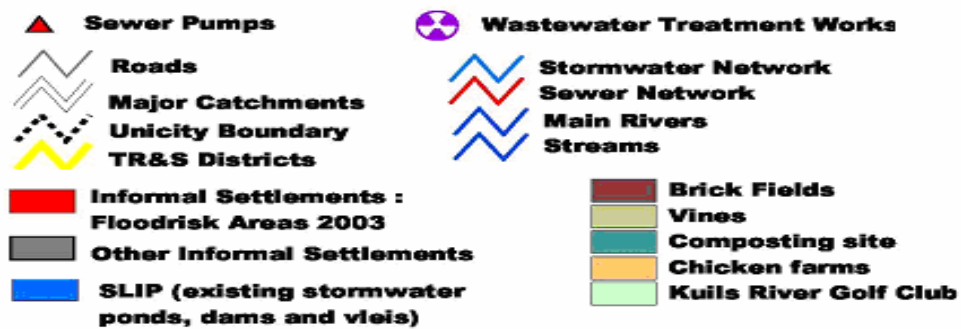 Sewer Pumps
Roads
Major Catchments
Unicity Boundary
TR&S Districts
Informal Settlements :
Floodrisk Areas 2003
Other Informal Settlements
SLIP (existing stormwater
ponds, dams and vleis)
Wastewater Treatment Works
Stormwater Network
Sewer Network
Main Rivers
Streams
Brick Fields
Vines
Composting site
Chicken farms
Kuils River Golf Club